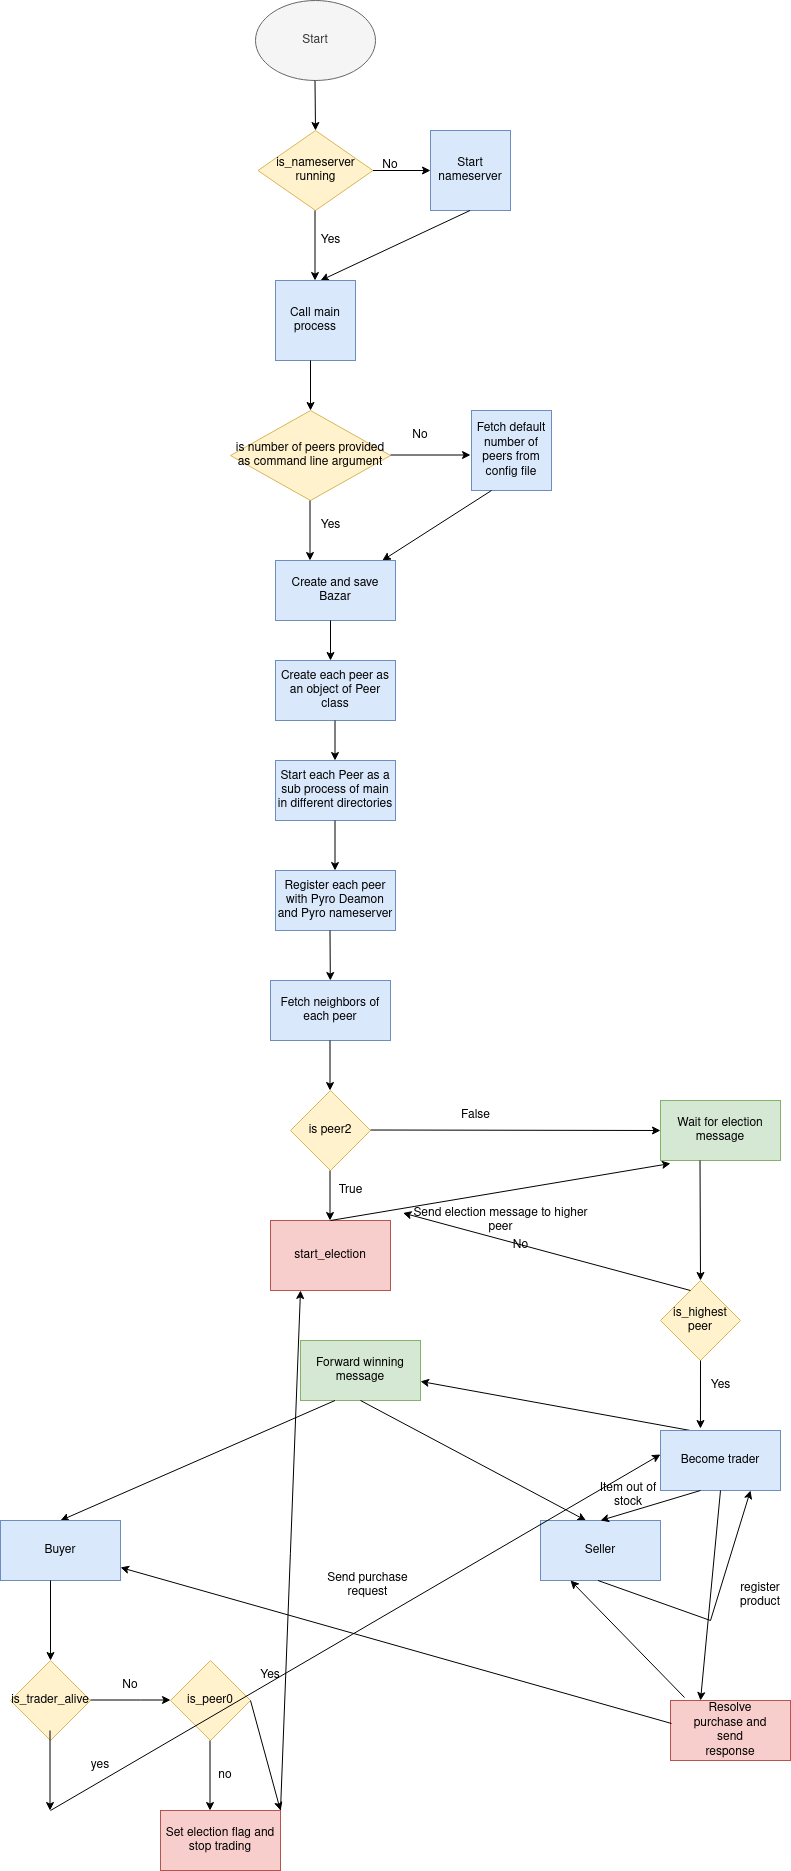 Start
is_nameserver
running
No
Start
nameserver
Yes
Call main
process
is number of peers provided
as command line argument
No
Fetch default
number of
peers from
config file
Yes
Create and save
Bazar
Create each peer as
an object of Peer
class
Start each Peer as a
sub process of main
in different directories
Register each peer
with Pyro Deamon
and Pyro nameserver
Fetch neighbors of
each peer
is peer2
False
Wait for election
message
True
Send election message to higher
peer
No
start_election
is_highest
peer
Forward winning
message
Yes
Become trader
Item out of
stock
Buyer
Seller
Send purchase
request
register
product
is_trader_alive
No
is_peer0
Yes
Resolve
purchase and
send
response
yes
no
Set election flag and
stop trading